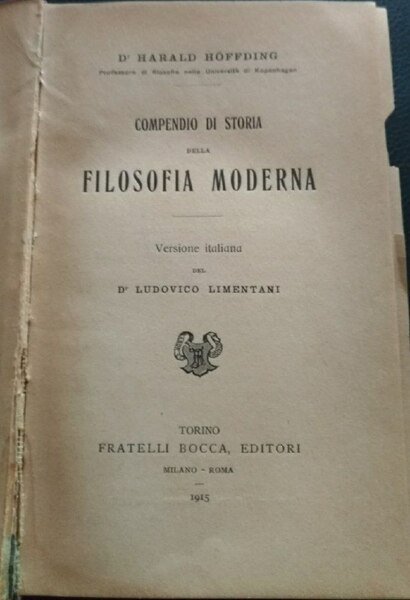 Dr HARALD HÖFFDING
Professore di filosofia nella Università di Kopenhagen
COMPENDIO DI STORIA
DELLA
FILOSOFIA MODERNA
Versione italiana
DEL
Dr LUDOVICO LIMENTANI
TORINO
FRATELLI BOCCA, EDITORI
MILANO - ROMA
1915